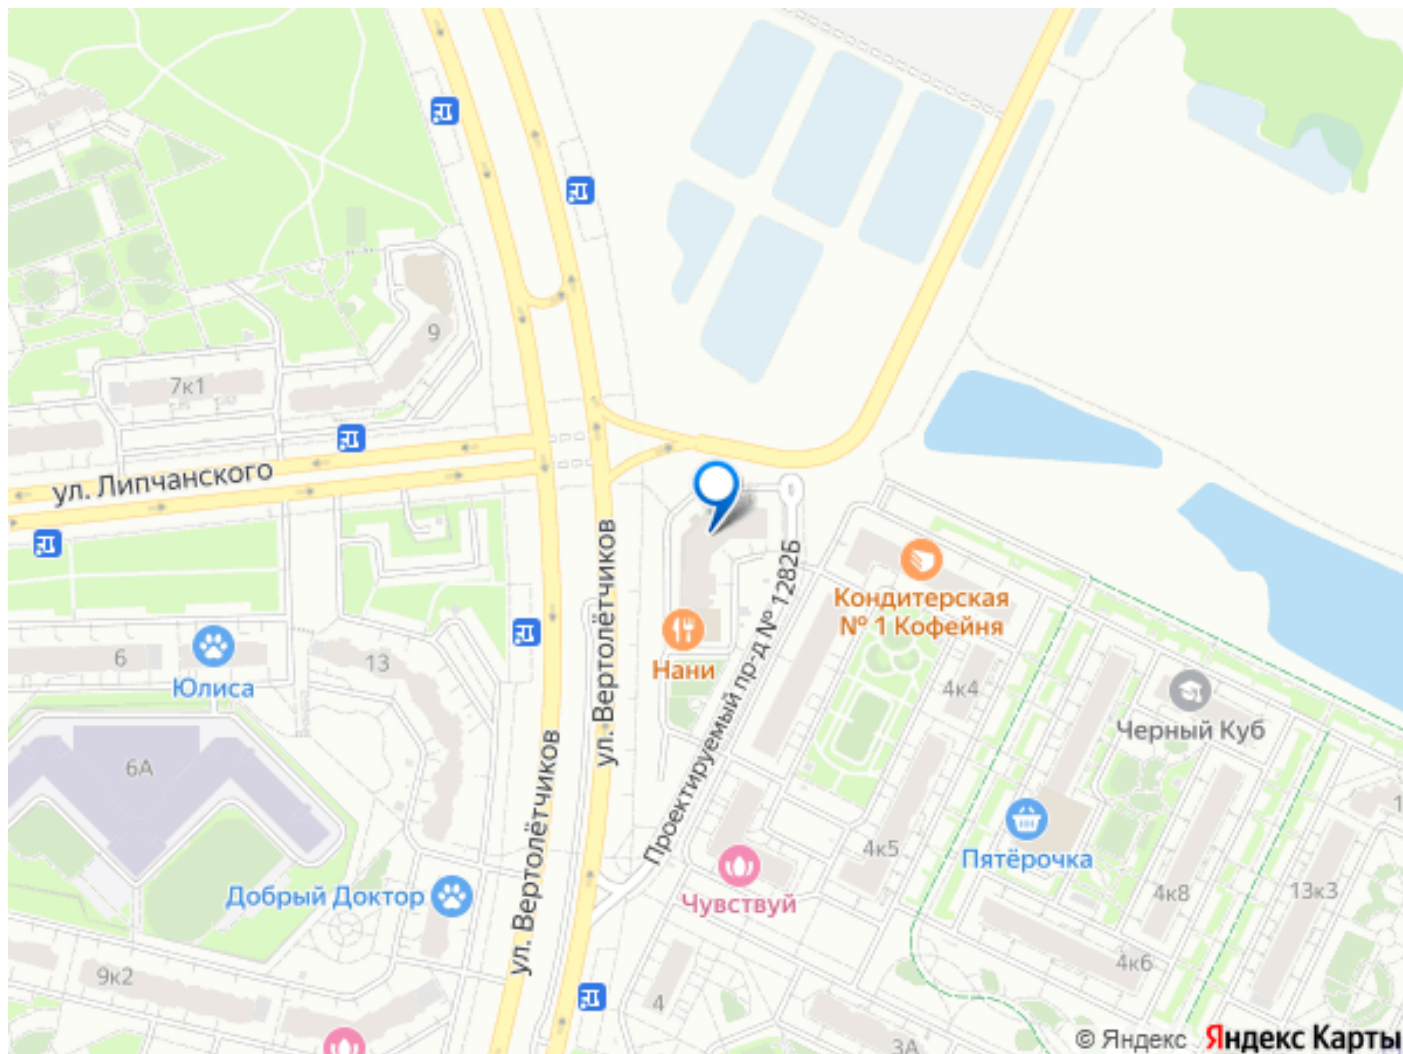 9
7к1
ул. Липчанского
ул. Вертолётчиков
Проектируемый пр-д № 1282Б
Кондитерская
№ 1 Кофейня
Нани
6
Юлиса
13
4к4
Черный Куб
6А
ул. Вертолётчиков
4к5
Пятёрочка
Чувствуй
Добрый Доктор
4к8
13к3
9к2
4
4к6
3А
1
© Яндекс Яндекс Карты